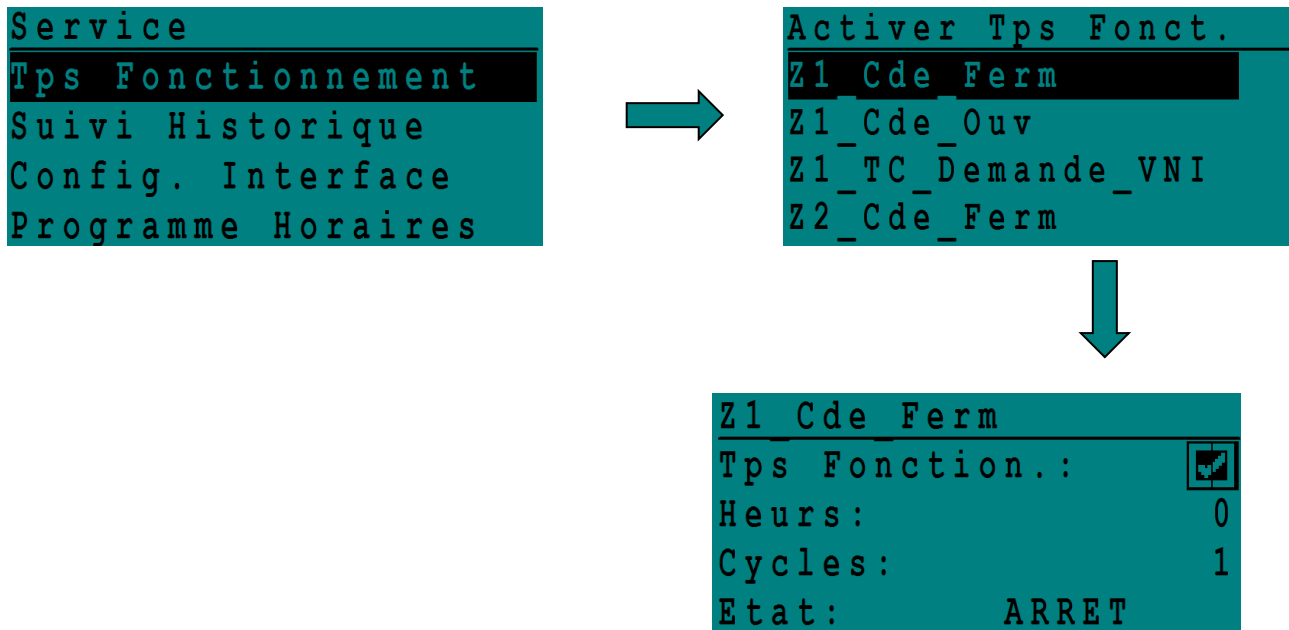 Service
Tps Fonctionnement
Suivi Historique
Config. Interface
Programme Horaires
Activer Tps Fonct.
Z1_Cde_Ferm
Z1_Cde_Ouv
Z1_TC_Demande_VNI
Z2_Cde_Ferm
Z1_Cde_Ferm
Tps Fonction.:
Heurs: 0
Cycles: 1
Etat: ARRET